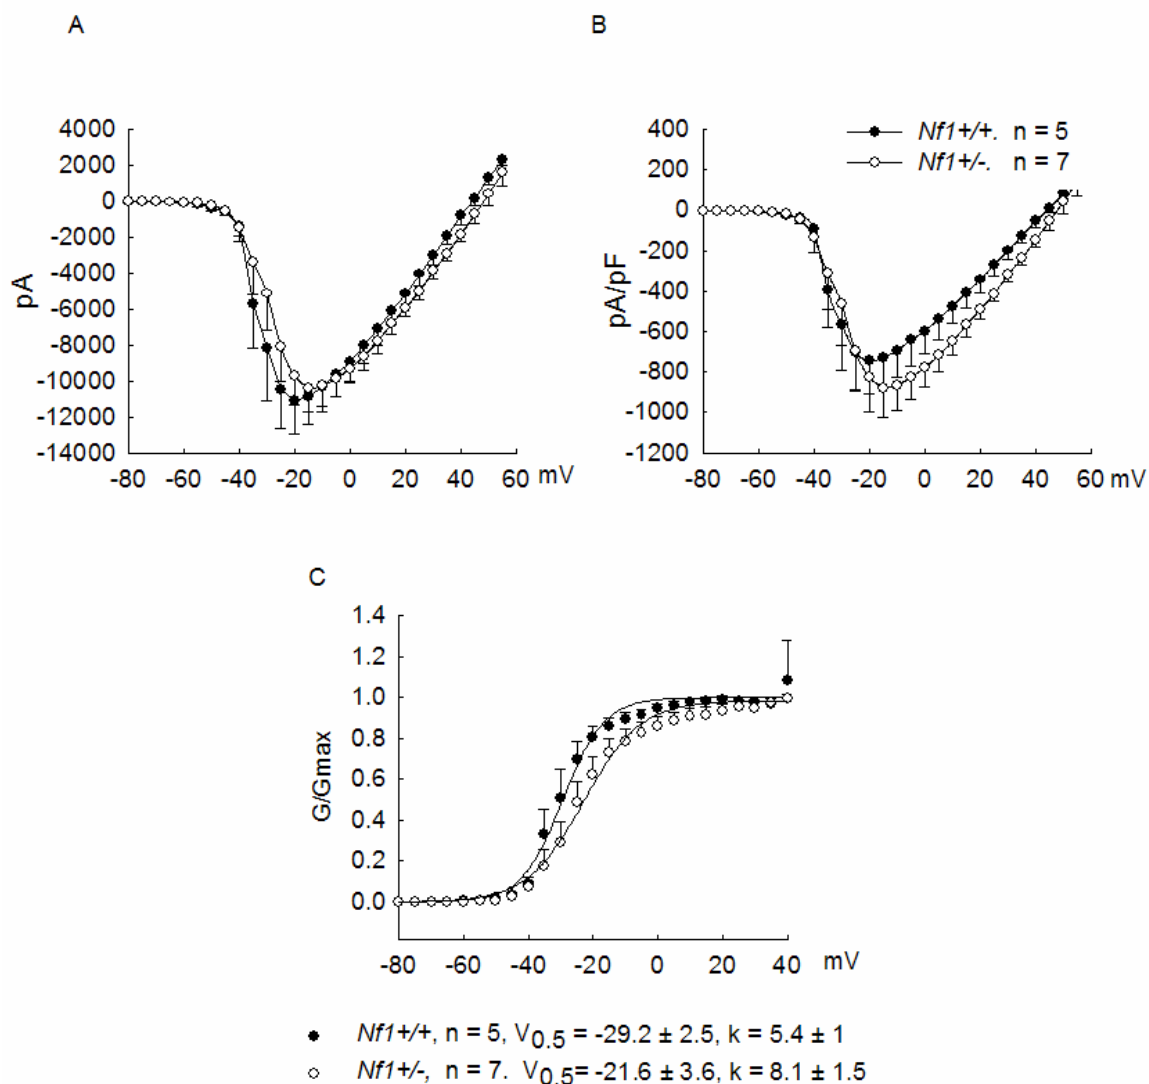 A
B
4000
2000
0
-2000
-4000
-6000
-8000
-10000
-12000
-14000
pA
-80 -60 -40 -20 0 20 40 60 mV
400
200
0
-200
-400
-600
-800
-1000
-1200
pA/pF
Nf1+/+. n = 5
Nf1+/-. n = 7
-80 -60 -40 -20 0 20 40 60 mV
C
1.4
1.2
1.0
0.8
0.6
0.4
0.2
0.0
G/Gmax
-80 -60 -40 -20 0 20 40 mV
Nf1+/+, n = 5, V0.5 = -29.2 ± 2.5, k = 5.4 ± 1
Nf1+/-, n = 7. V0.5 = -21.6 ± 3.6, k = 8.1 ± 1.5